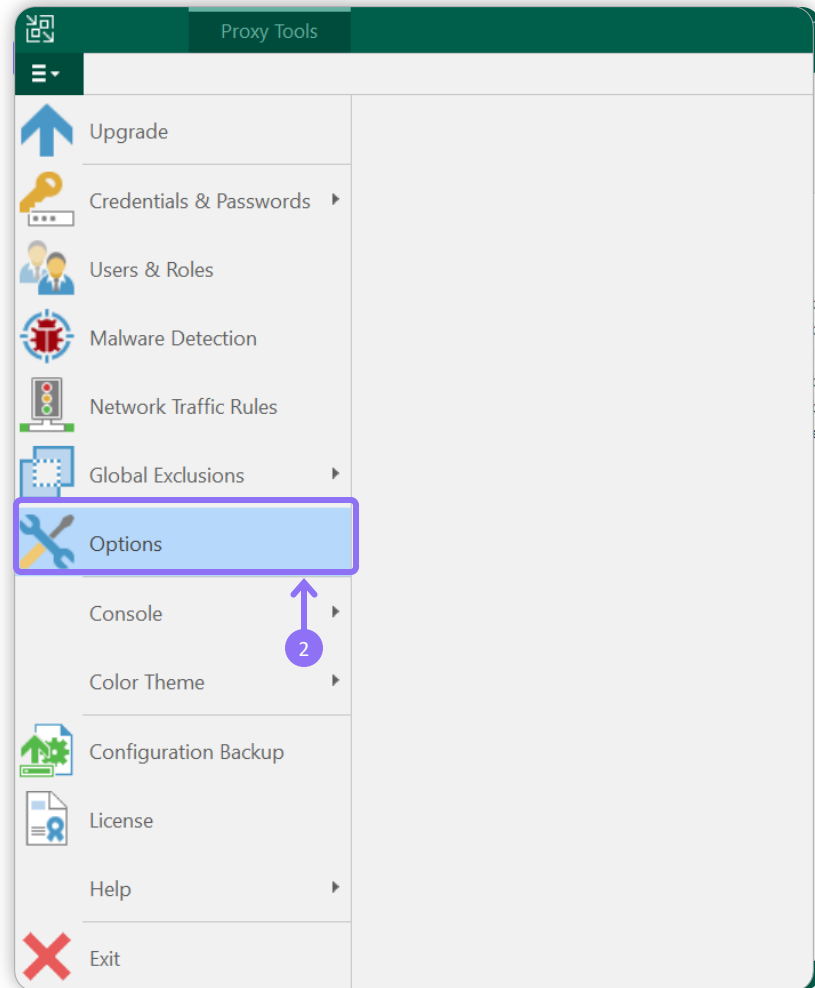 Proxy Tools
Upgrade
Credentials & Passwords
Users & Roles
Malware Detection
Network Traffic Rules
Global Exclusions
Options
Console
2
Color Theme
Configuration Backup
License
Help
Exit